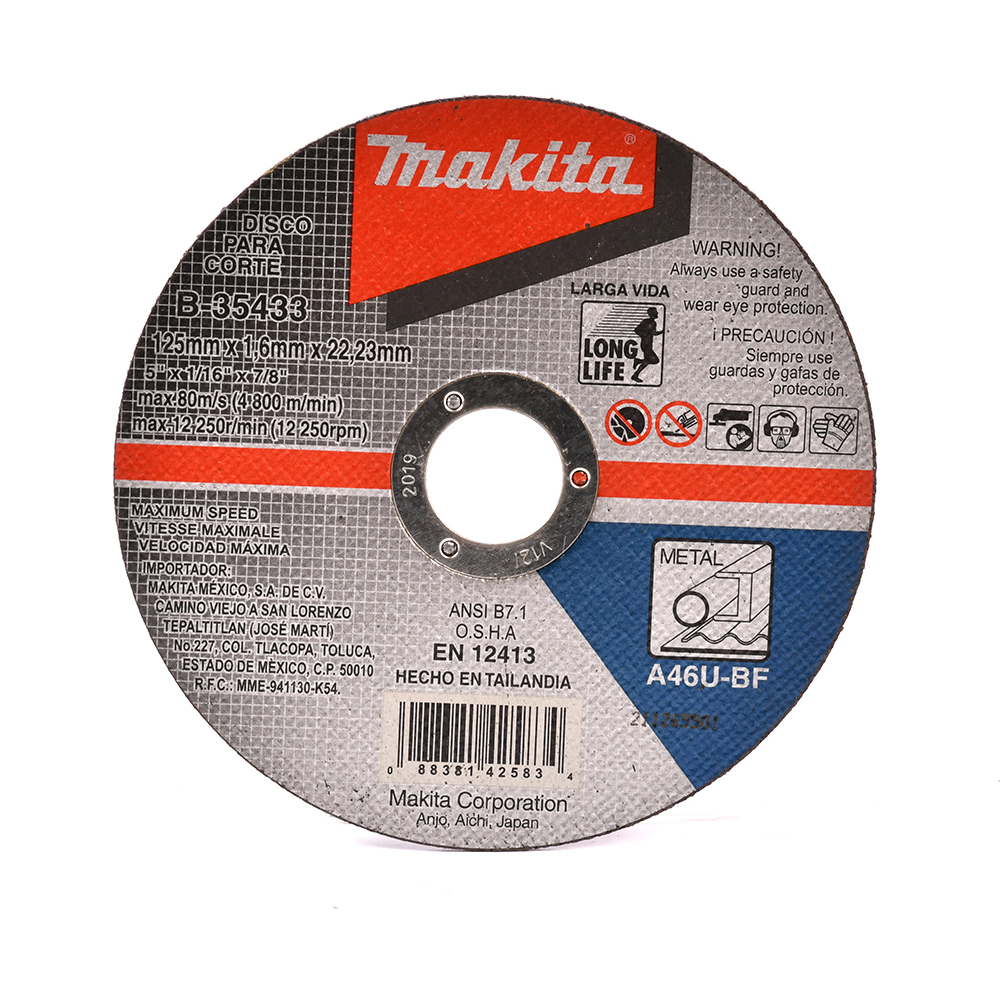 makita®
DISCO
PARA
CORTE
B-35433
125mm x 1,6mm x 22,23mm
5" x 1/16" x 7/8"
max.80m/s (4 800 m/min)
max.12 250r/min (12 250rpm)
WARNING!
Always use a safety
guard and
wear eye protection.
¡ PRECAUCIÓN !
Siempre use
guardas y gafas de
protección.
LARGA VIDA
LONG
LIFE
2019
V12
MAXIMUM SPEED
VITESSE MAXIMALE
VELOCIDAD MÁXIMA
IMPORTADOR:
MAKITA MÉXICO, S.A. DE C.V.
CAMINO VIEJO A SAN LORENZO
TEPALTITLAN (JOSÉ MARTÍ)
No.227, COL. TLACOPA, TOLUCA,
ESTADO DE MÉXICO, C.P. 50010
R.F.C.: MME-941130-K54.
ANSI B7.1
O.S.H.A
EN 12413
HECHO EN TAILANDIA
METAL
A46U-BF
0 88381 42583 4
Makita Corporation
Anjo, Aichi, Japan